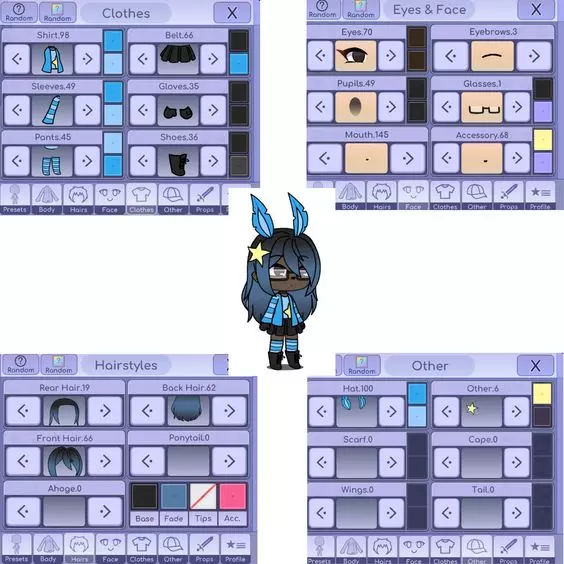 ?
Random
?
Random
Clothes
X
Shirt.98
Belt.66
Sleeves.49
Gloves.35
Pants.45
Shoes.36
Presets
Body
Hairs
Face
Clothes
Other
Props
?
Random
?
Random
Eyes & Face
X
Eyes.70
Eyebrows.3
Pupils.49
Glasses.1
Mouth.145
Accessory.68
Presets
Body
Hairs
Face
Clothes
Other
Props
Profile
Random
Random
Hairstyles
X
Rear Hair.19
Back Hair.62
Front Hair.66
Ponytail.0
Ahoge.0
Base
Fade
Tips
Acc.
Presets
Body
Hairs
Face
Clothes
Other
Props
Profile
Random
?
Random
Other
X
Hat.100
Other.6
Scarf.0
Cape.0
Wings.0
Tail.0
Presets
Body
Hairs
Face
Clothes
Other
Props
Profile